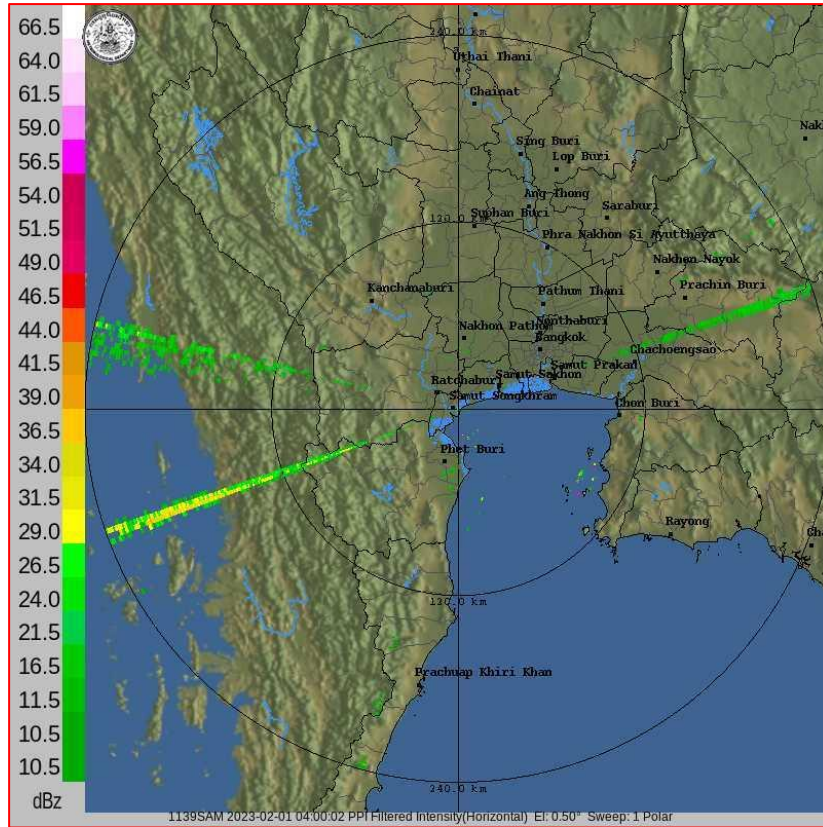 66.5
64.0
61.5
59.0
56.5
54.0
51.5
49.0
46.5
44.0
41.5
39.0
36.5
34.0
31.5
29.0
26.5
24.0
21.5
16.5
11.5
10.5
10.5
dBz
240.0 km
Uthai Thani
Chainat
Sing Buri
Lop Buri
Ang Thong
Suphan Buri
Saraburi
120.0 km
Phra Nakhon Si Ayutthaya
Nakhon Nayok
Kanchanaburi
Pathum Thani
Prachin Buri
Nakhon Pathom
Nonthaburi
Bangkok
Chachoengsao
Samut Prakan
Samut Sakhon
Ratchaburi
Samut Songkhram
Chon Buri
Phet Buri
Rayong
120.0 km
Prachuap Khiri Khan
240.0 km
1139SAM 2023-02-01 04:00:02 PPI Filtered Intensity(Horizontal) El: 0.50° Sweep: 1 Polar